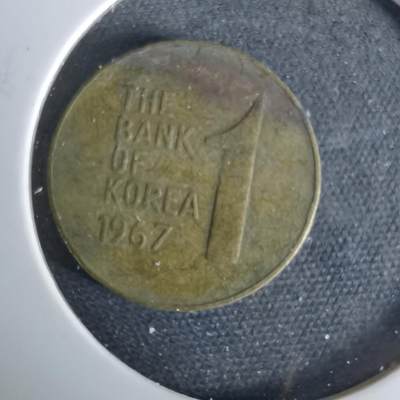 THE
BANK
OF
KOREA
1967
1